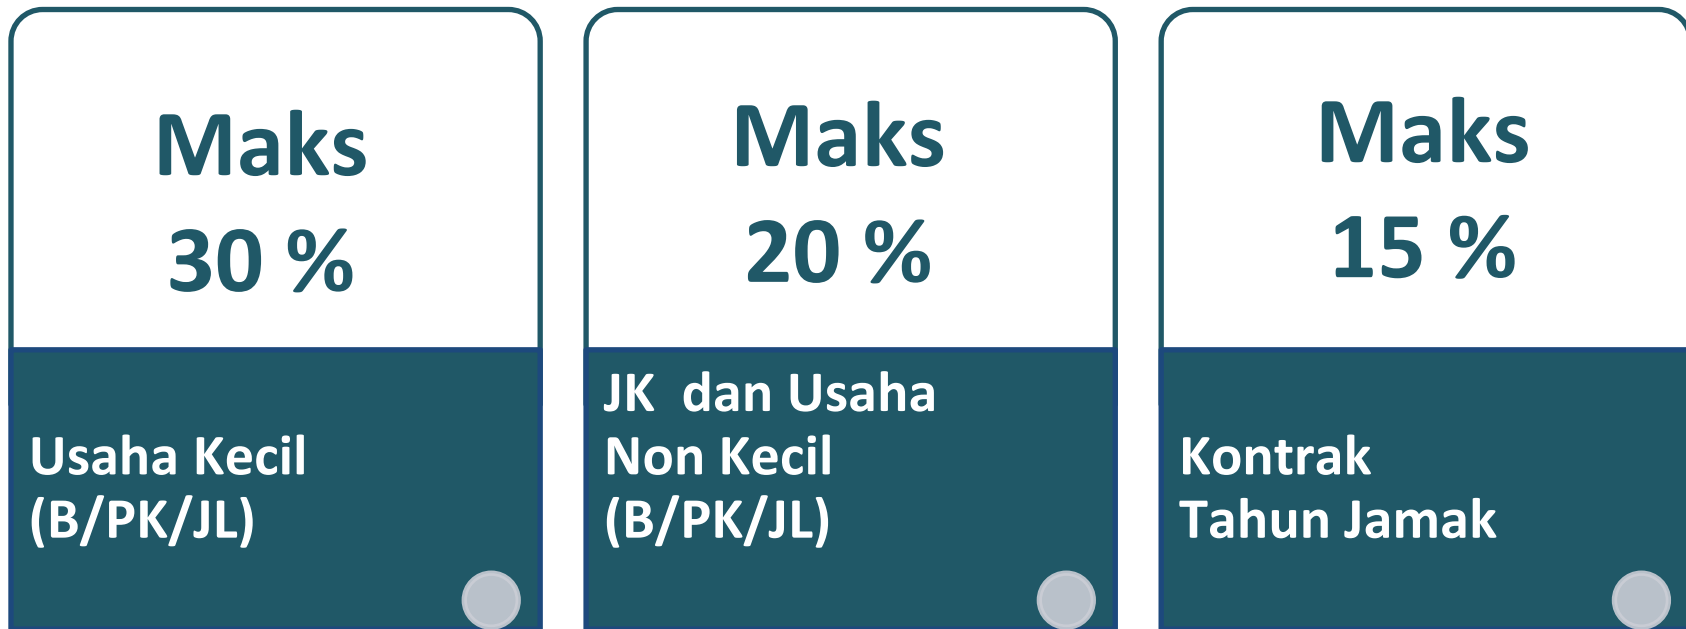 Maks
30 %
Usaha Kecil
(B/PK/JL)
Maks
20 %
JK dan Usaha
Non Kecil
(B/PK/JL)
Maks
15 %
Kontrak
Tahun Jamak